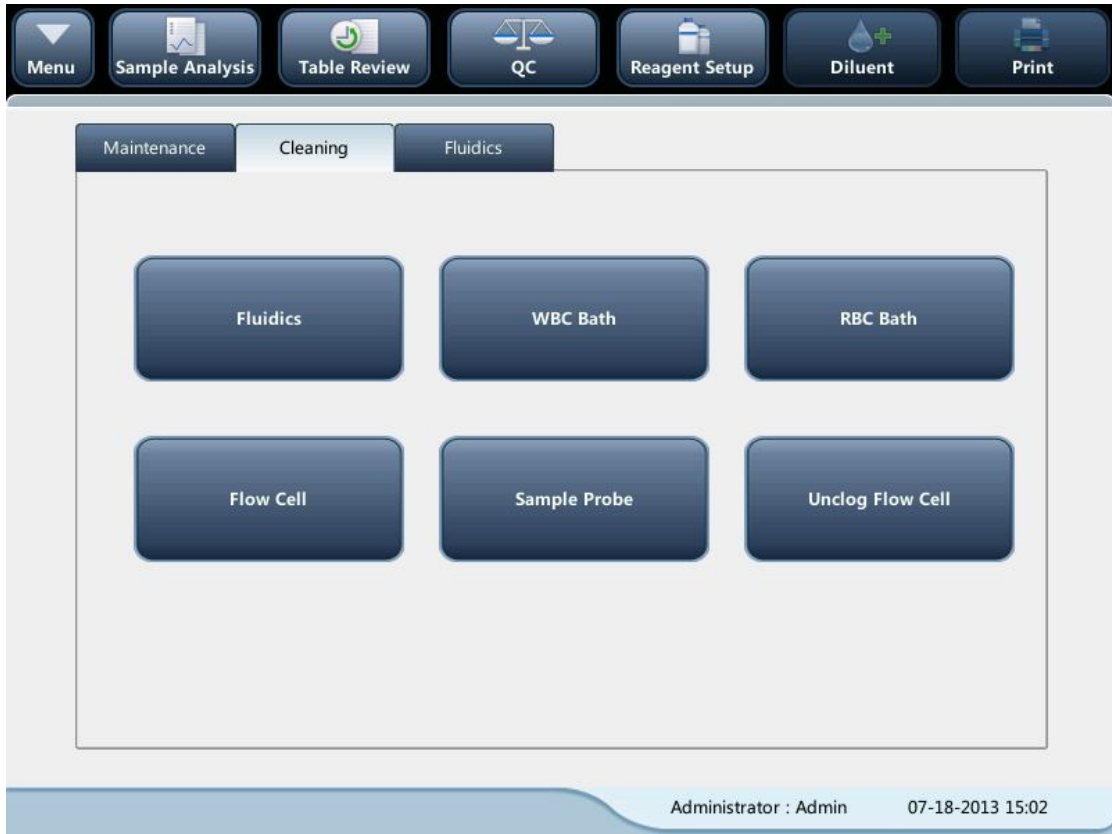 Menu
Sample Analysis
Table Review
QC
Reagent Setup
Diluent
Print
Maintenance
Cleaning
Fluidics
Fluidics
WBC Bath
RBC Bath
Flow Cell
Sample Probe
Unclog Flow Cell
Administrator : Admin
07-18-2013 15:02